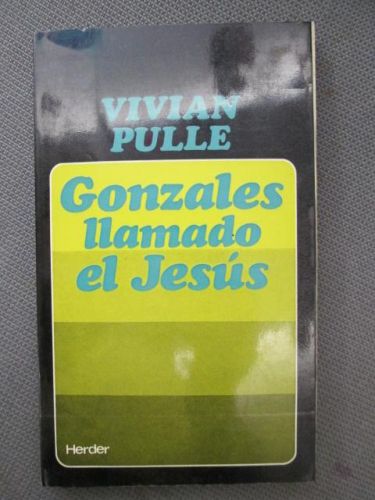 VIVIAN
PULLE
Gonzales
llamado
el Jesús
Herder